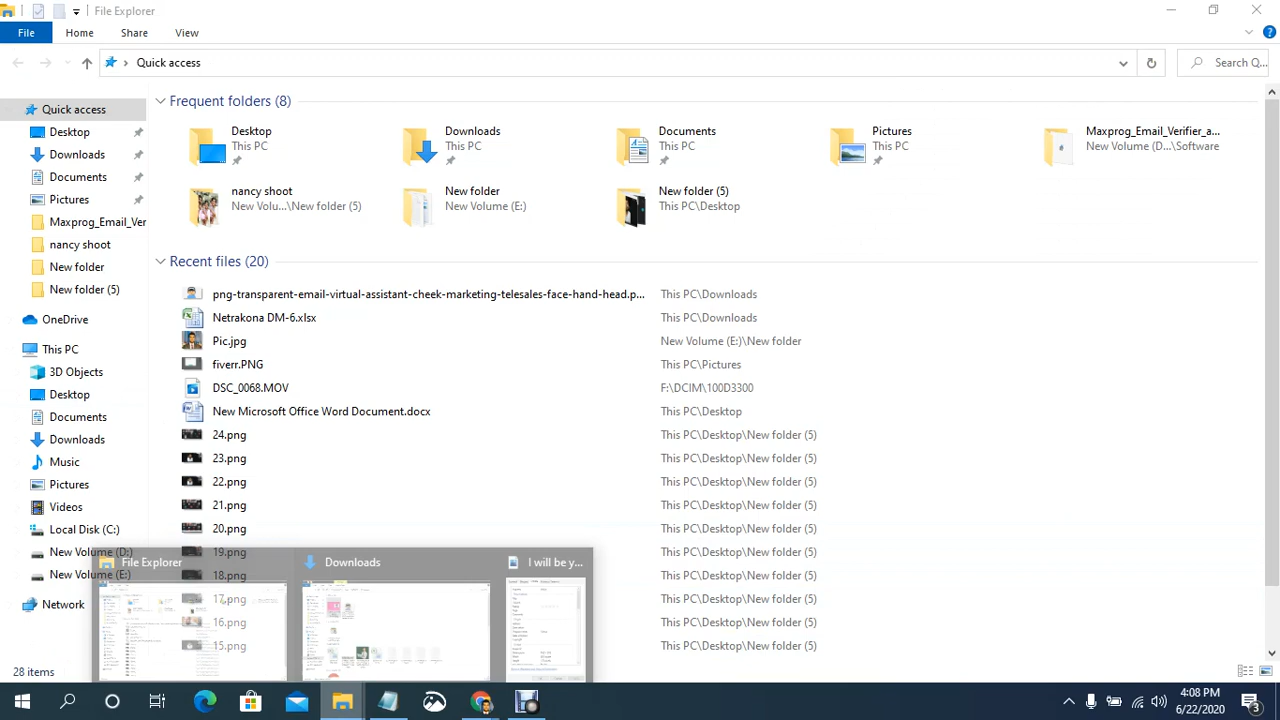 File Explorer
File Home Share View
Quick access Search Q...
Quick access
Desktop
Downloads
Documents
Pictures
Maxprog_Email_Ver
nancy shoot
New folder
New folder (5)
OneDrive
This PC
3D Objects
Desktop
Documents
Downloads
Music
Pictures
Videos
Local Disk (C:)
New Volume (D:)
New Volume (E:)
Network
Frequent folders (8)
Desktop
This PC
Downloads
This PC
Documents
This PC
Pictures
This PC
Maxprog_Email_Verifier_a...
New Volume (D...\Software
nancy shoot
New Volu...\New folder (5)
New folder
New Volume (E:)
New folder (5)
This PC\Desktop
Recent files (20)
png-transparent-email-virtual-assistant-cheek-marketing-telesales-face-hand-head.p... This PC\Downloads
Netrakona DM-6.xlsx This PC\Downloads
Pic.jpg New Volume (E:)\New folder
fiverr.PNG This PC\Pictures
DSC_0068.MOV F:\DCIM\100D3300
New Microsoft Office Word Document.docx This PC\Desktop
24.png This PC\Desktop\New folder (5)
23.png This PC\Desktop\New folder (5)
22.png This PC\Desktop\New folder (5)
21.png This PC\Desktop\New folder (5)
20.png This PC\Desktop\New folder (5)
19.png This PC\Desktop\New folder (5)
18.png This PC\Desktop\New folder (5)
17.png This PC\Desktop\New folder (5)
16.png This PC\Desktop\New folder (5)
15.png This PC\Desktop\New folder (5)
File Explorer Downloads I will be y...
28 items
4:08 PM
6/22/2020
3